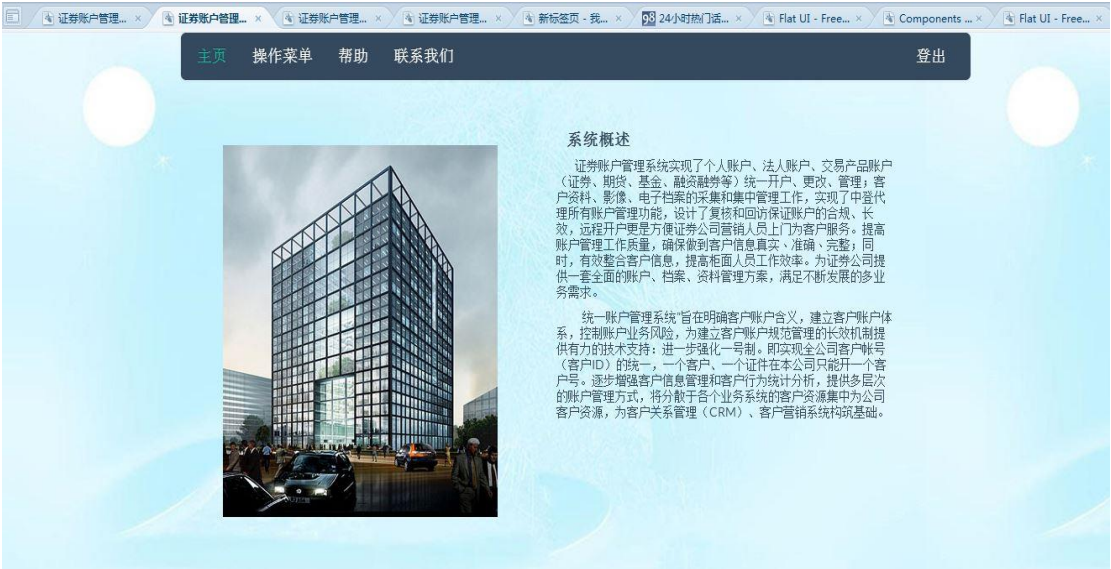 证券账户管理...
证券账户管理...
证券账户管理...
证券账户管理...
新标签页 - 我...
98 24小时热门话...
Flat UI - Free...
Components ...
Flat UI - Free...
主页 操作菜单 帮助 联系我们 登出
系统概述
证券账户管理系统实现了个人账户、法人账户、交易产品账户
（证券、期货、基金、融资融券等）统一开户、更改、管理；客
户资料、影像、电子档案的采集和集中管理工作，实现了中登代
理所有账户管理功能，设计了复核和回访保证账户的合规、长
效，远程开户更是方便证券公司营销人员上门为客户服务。提高
账户管理工作质量，确保做到客户信息真实、准确、完整；同
时，有效整合客户信息，提高柜面人员工作效率。为证券公司提
供一套全面的账户、档案、资料管理方案，满足不断发展的多业
务需求。
统一账户管理系统"旨在明确客户账户含义，建立客户账户体
系，控制账户业务风险，为建立客户账户规范管理的长效机制提
供有力的技术支持：进一步强化一号制。即实现全公司客户帐号
（客户ID）的统一，一个客户、一个证件在本公司只能开一个客
户号。逐步增强客户信息管理和客户行为统计分析，提供多层次
的账户管理方式，将分散于各个业务系统的客户资源集中为公司
客户资源，为客户关系管理（CRM）、客户营销系统构筑基础。